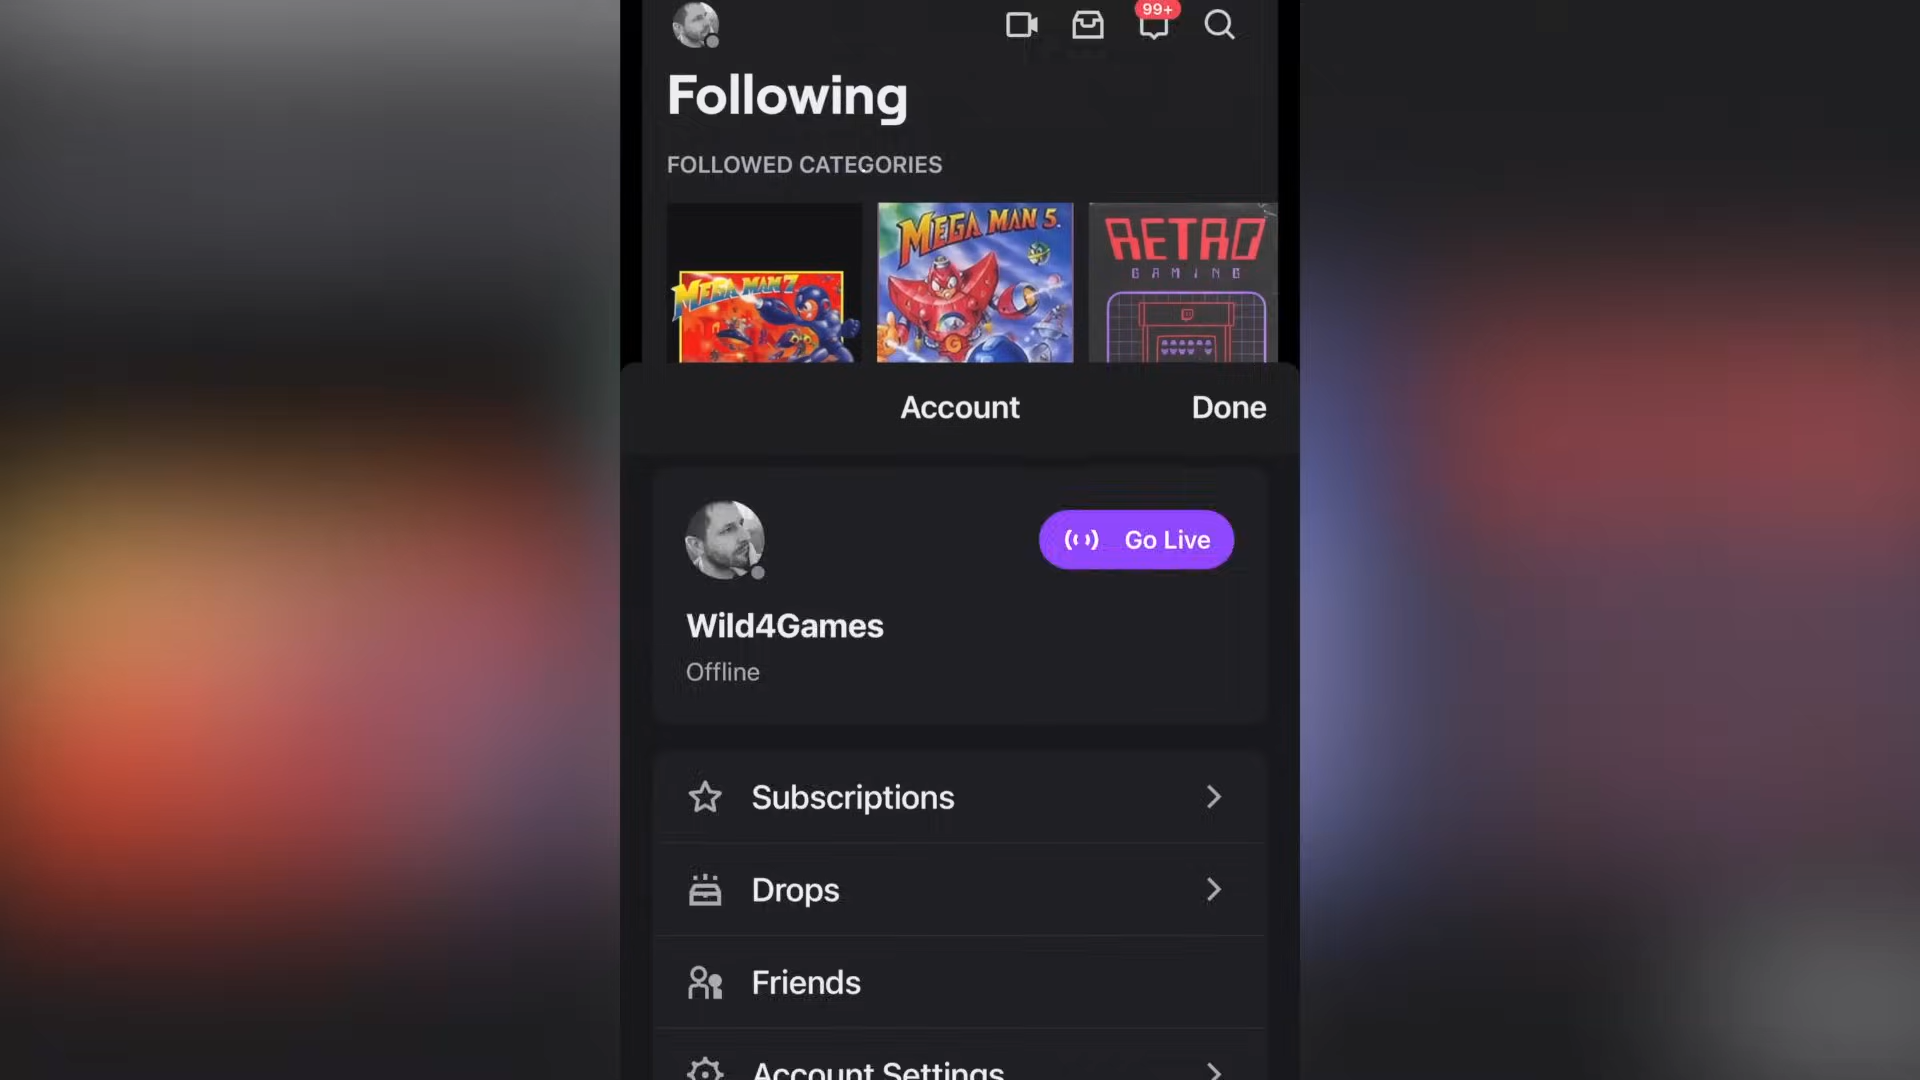 99+
Following
FOLLOWED CATEGORIES
MEGA MAN 7
MEGA MAN 5.
RETRO
GAMING
Account
Done
Go Live
Wild4Games
Offline
Subscriptions
Drops
Friends
Account Settings